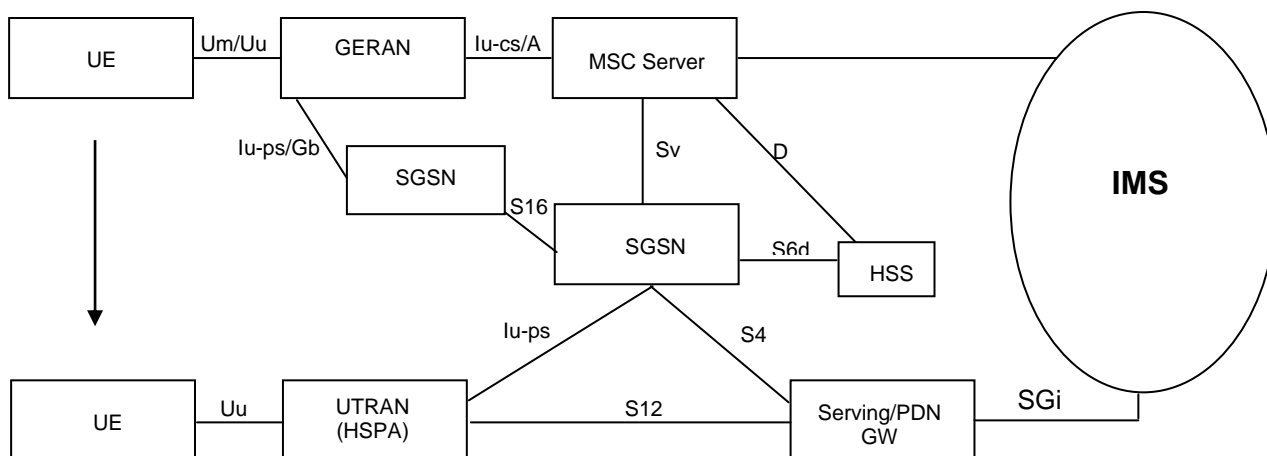 UE
Um/Uu
GERAN
Iu-cs/A
MSC Server
Iu-ps/Gb
SGSN
S16
Sv
D
IMS
SGSN
S6d
HSS
Iu-ps
S4
UE
Uu
UTRAN
(HSPA)
S12
Serving/PDN
GW
SGi